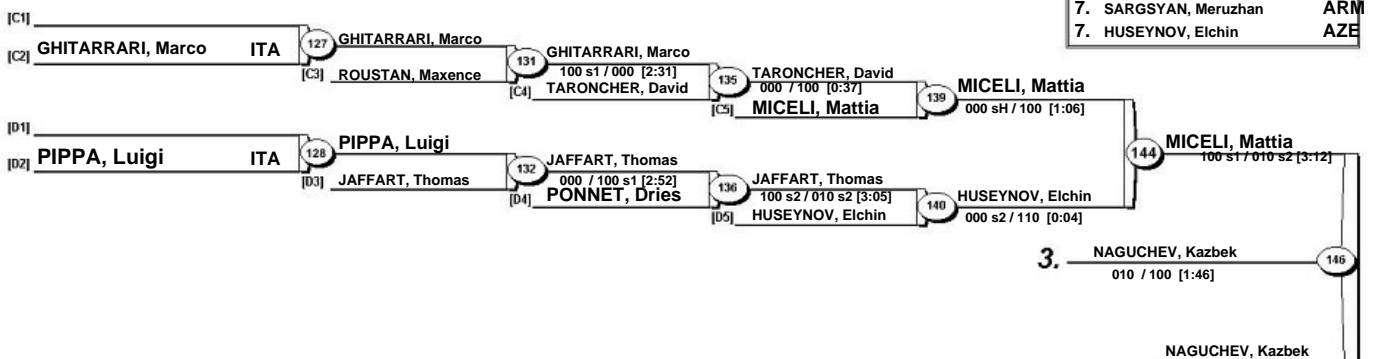 7. SARGSYAN, Meruzhan ARM
7. HUSEYNOV, Elchin AZE
[C1]
[C2] GHITARRARI, Marco ITA
127
GHITARRARI, Marco
[C3] ROUSTAN, Maxence
131
GHITARRARI, Marco
100 s1 / 000 [2:31]
[C4] TARONCHER, David
135
TARONCHER, David
000 / 100 [0:37]
[C5] MICELI, Mattia
139
MICELI, Mattia
000 sH / 100 [1:06]
[D1]
[D2] PIPPA, Luigi ITA
128
PIPPA, Luigi
[D3] JAFFART, Thomas
132
JAFFART, Thomas
000 / 100 s1 [2:52]
[D4] PONNET, Dries
136
JAFFART, Thomas
100 s2 / 010 s2 [3:05]
[D5] HUSEYNOV, Elchin
140
HUSEYNOV, Elchin
000 s2 / 110 [0:04]
144
MICELI, Mattia
100 s1 / 010 s2 [3:12]
3. NAGUCHEV, Kazbek
010 / 100 [1:46]
146
NAGUCHEV, Kazbek